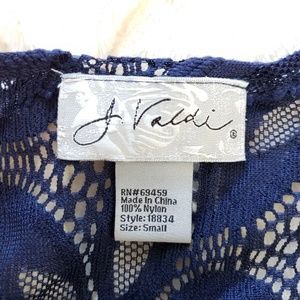 J. Valdi ®
RN#69459
Made In China
100% Nylon
Style: 18834
Size: Small